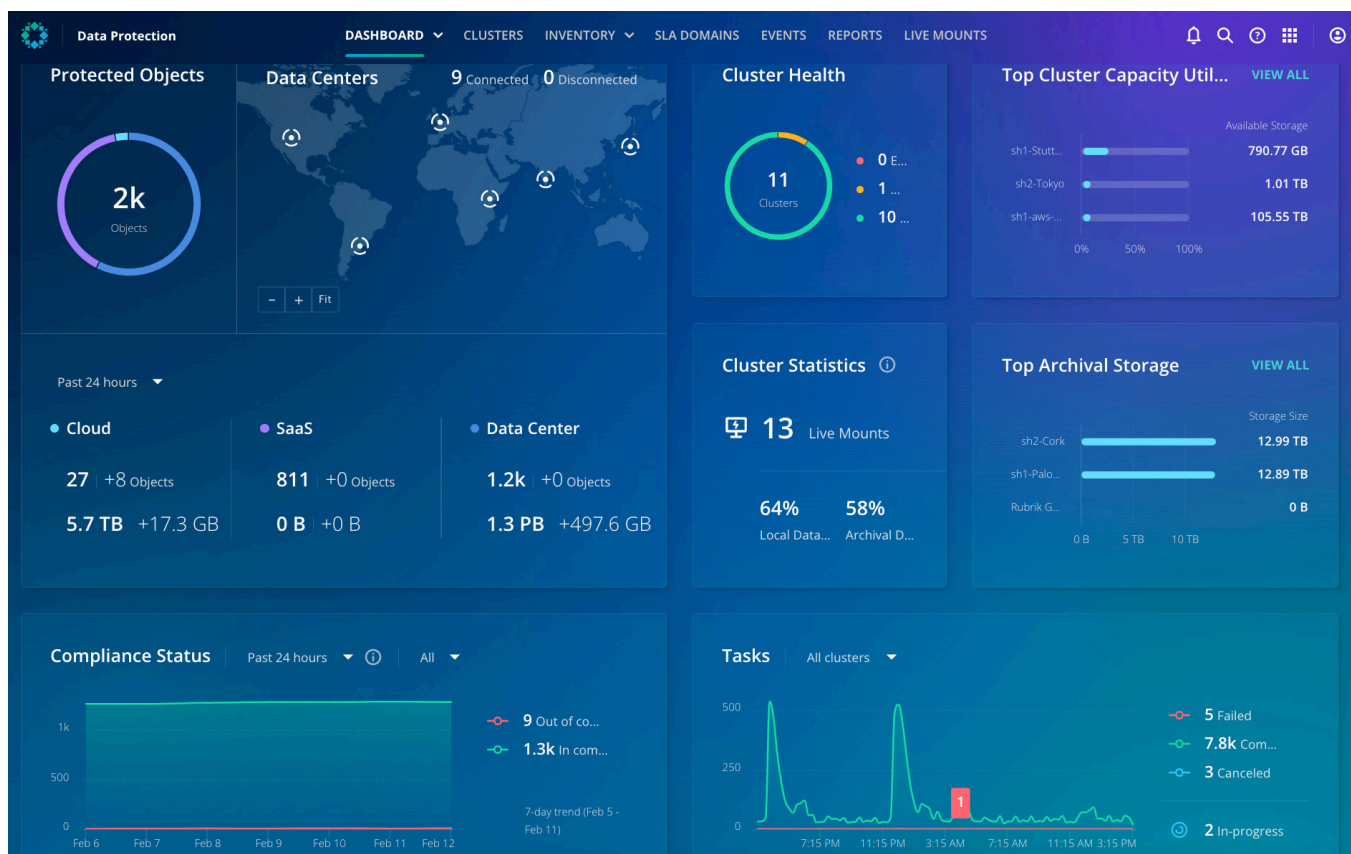 Data Protection
DASHBOARD CLUSTERS INVENTORY SLA DOMAINS EVENTS REPORTS LIVE MOUNTS
Protected Objects
2k
Objects
Data Centers
9 Connected 0 Disconnected
- + Fit
Past 24 hours
Cloud
27 +8 Objects
5.7 TB +17.3 GB
SaaS
811 +0 Objects
0 B +0 B
Data Center
1.2k +0 Objects
1.3 PB +497.6 GB
Cluster Health
11
Clusters
0 E...
1 ...
10 ...
Top Cluster Capacity Util... VIEW ALL
Available Storage
sh1-Stutt... 790.77 GB
sh2-Tokyo 1.01 TB
sh1-aws-... 105.55 TB
0% 50% 100%
Cluster Statistics
13 Live Mounts
64% 58%
Local Data... Archival D...
Top Archival Storage VIEW ALL
Storage Size
sh2-Cork 12.99 TB
sh1-Palo... 12.89 TB
Rubrik G... 0 B
0 B 5 TB 10 TB
Compliance Status Past 24 hours All
1k
500
0
Feb 6 Feb 7 Feb 8 Feb 9 Feb 10 Feb 11 Feb 12
9 Out of co...
1.3k In com...
7-day trend (Feb 5 -
Feb 11)
Tasks All clusters
500
250
0
1
7:15 PM 11:15 PM 3:15 AM 7:15 AM 11:15 AM 3:15 PM
5 Failed
7.8k Com...
3 Canceled
2 In-progress